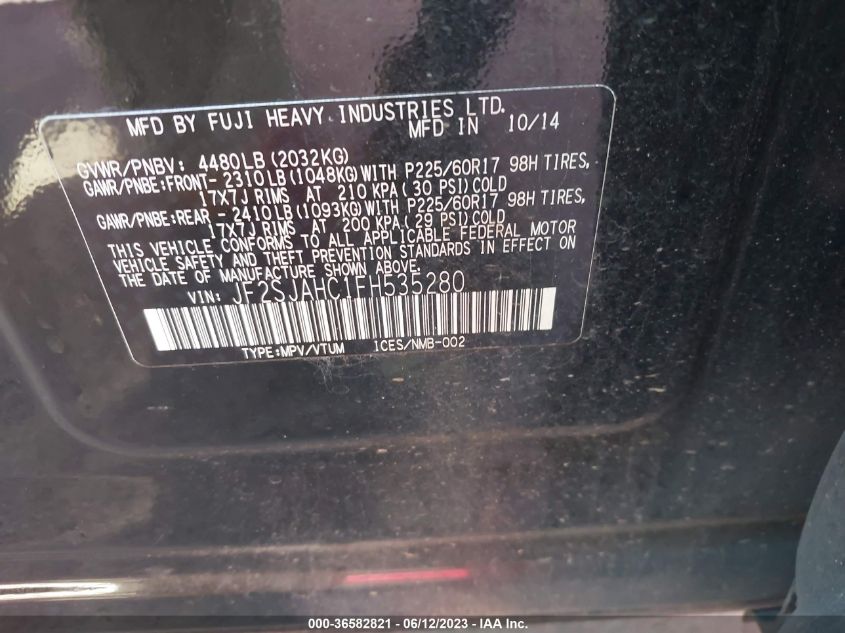 MFD BY FUJI HEAVY INDUSTRIES LTD.
MFD IN 10/14
GVWR/PNBV: 4480LB (2032KG)
GAWR/PNBE:FRONT- 2310LB (1048KG) WITH P225/60R17 98H TIRES,
17X7J RIMS AT 210 KPA (30 PSI) COLD
GAWR/PNBE:REAR - 2410LB (1093KG) WITH P225/60R17 98H TIRES,
17X7J RIMS AT 200 KPA (29 PSI) COLD
THIS VEHICLE CONFORMS TO ALL APPLICABLE FEDERAL MOTOR
VEHICLE SAFETY AND THEFT PREVENTION STANDARDS IN EFFECT ON
THE DATE OF MANUFACTURE SHOWN ABOVE.
VIN: JF2SJAHC1FH535280
TYPE:MPV/VTUM ICES/NMB-002
000-36582821 - 06/12/2023 - IAA Inc.